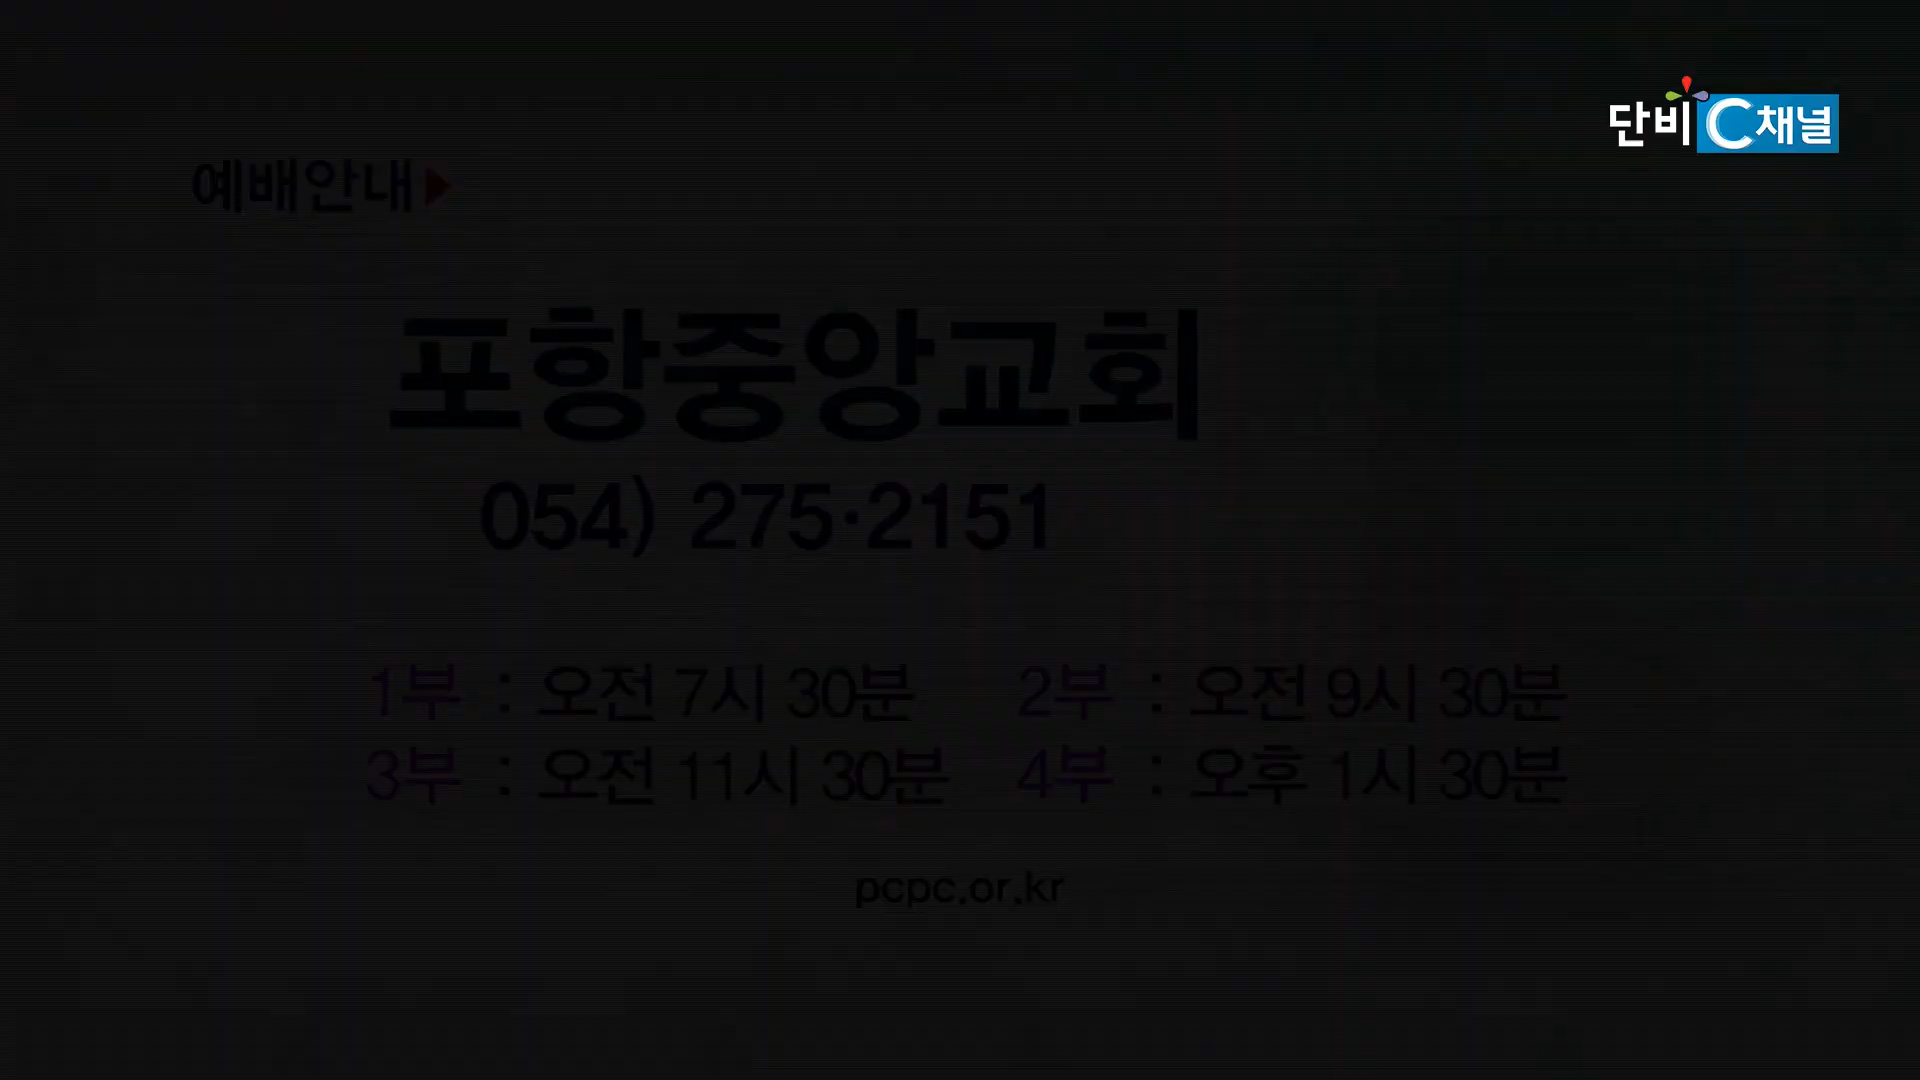 단비 C채널
예배안내▶
포항중앙교회
054) 275·2151
1부 : 오전 7시 30분 2부 : 오전 9시 30분
3부 : 오전 11시 30분 4부 : 오후 1시 30분
pcpc.or.kr